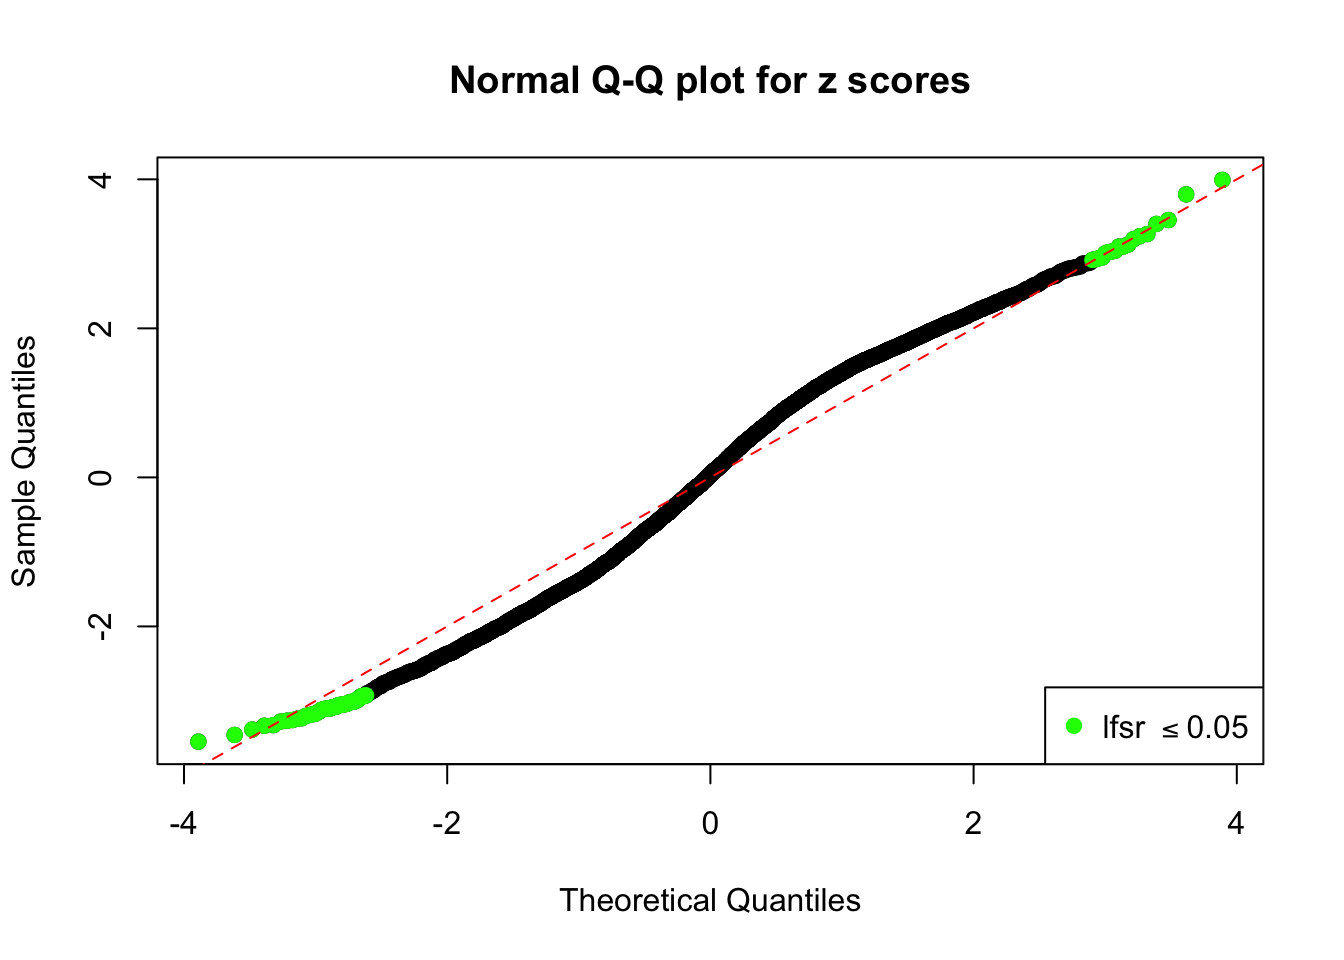 Normal Q-Q plot for z scores
Sample Quantiles
4
2
0
-2
-4
-2
0
2
4
Theoretical Quantiles
lfsr ≤ 0.05